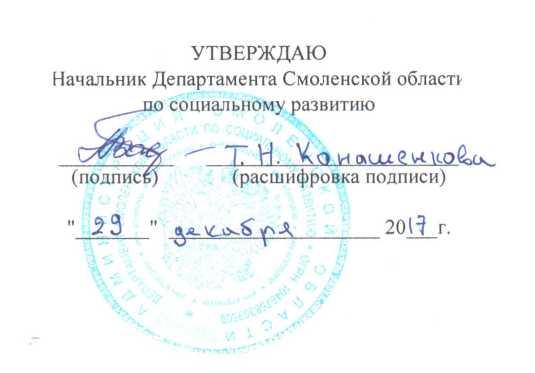 УТВЕРЖДАЮ
Начальник Департамента Смоленской области
по социальному развитию
Т. Н. Конашенкова
(подпись) (расшифровка подписи)
"29" декабря 2017 г.